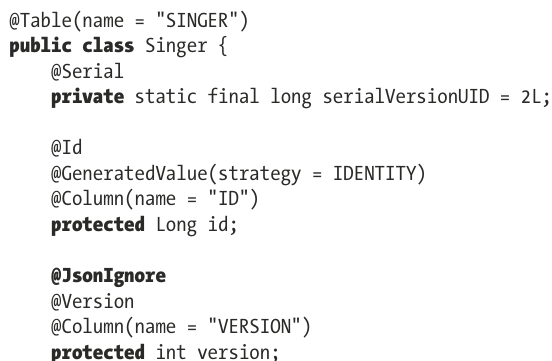 @Table(name = "SINGER")
public class Singer {
    @Serial
    private static final long serialVersionUID = 2L;

    @Id
    @GeneratedValue(strategy = IDENTITY)
    @Column(name = "ID")
    protected Long id;

    @JsonIgnore
    @Version
    @Column(name = "VERSION")
    protected int version;